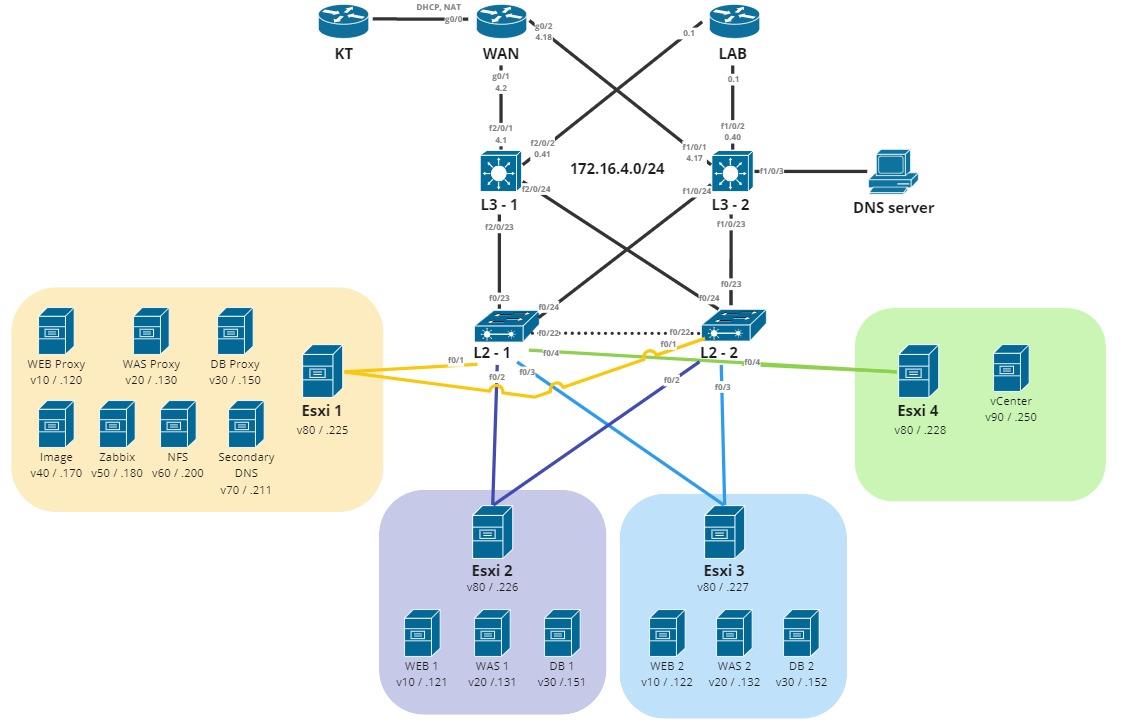 DHCP, NAT
g0/0
g0/2
4.18
0.1
KT
WAN
LAB
g0/1
4.2
0.1
f2/0/1
4.1
f2/0/2
0.41
f1/0/2
0.40
f1/0/1
4.17
172.16.4.0/24
f1/0/3
f2/0/24
f1/0/24
L3 - 1
L3 - 2
DNS server
f2/0/23
f1/0/23
f0/23
f0/24
f0/23
f0/24
f0/22
f0/22
L2 - 1
L2 - 2
f0/1
f0/4
f0/1
f0/4
f0/2
f0/3
f0/2
f0/3
WEB Proxy
v10 / .120
WAS Proxy
v20 / .130
DB Proxy
v30 / .150
Esxi 1
v80 / .225
Image
v40 / .170
Zabbix
v50 / .180
NFS
v60 / .200
Secondary
DNS
v70 / .211
Esxi 4
v80 / .228
vCenter
v90 / .250
Esxi 2
v80 / .226
WEB 1
v10 / .121
WAS 1
v20 /.131
DB 1
v30 /.151
Esxi 3
v80 / .227
WEB 2
v10 / .122
WAS 2
v20 / .132
DB 2
v30 / .152